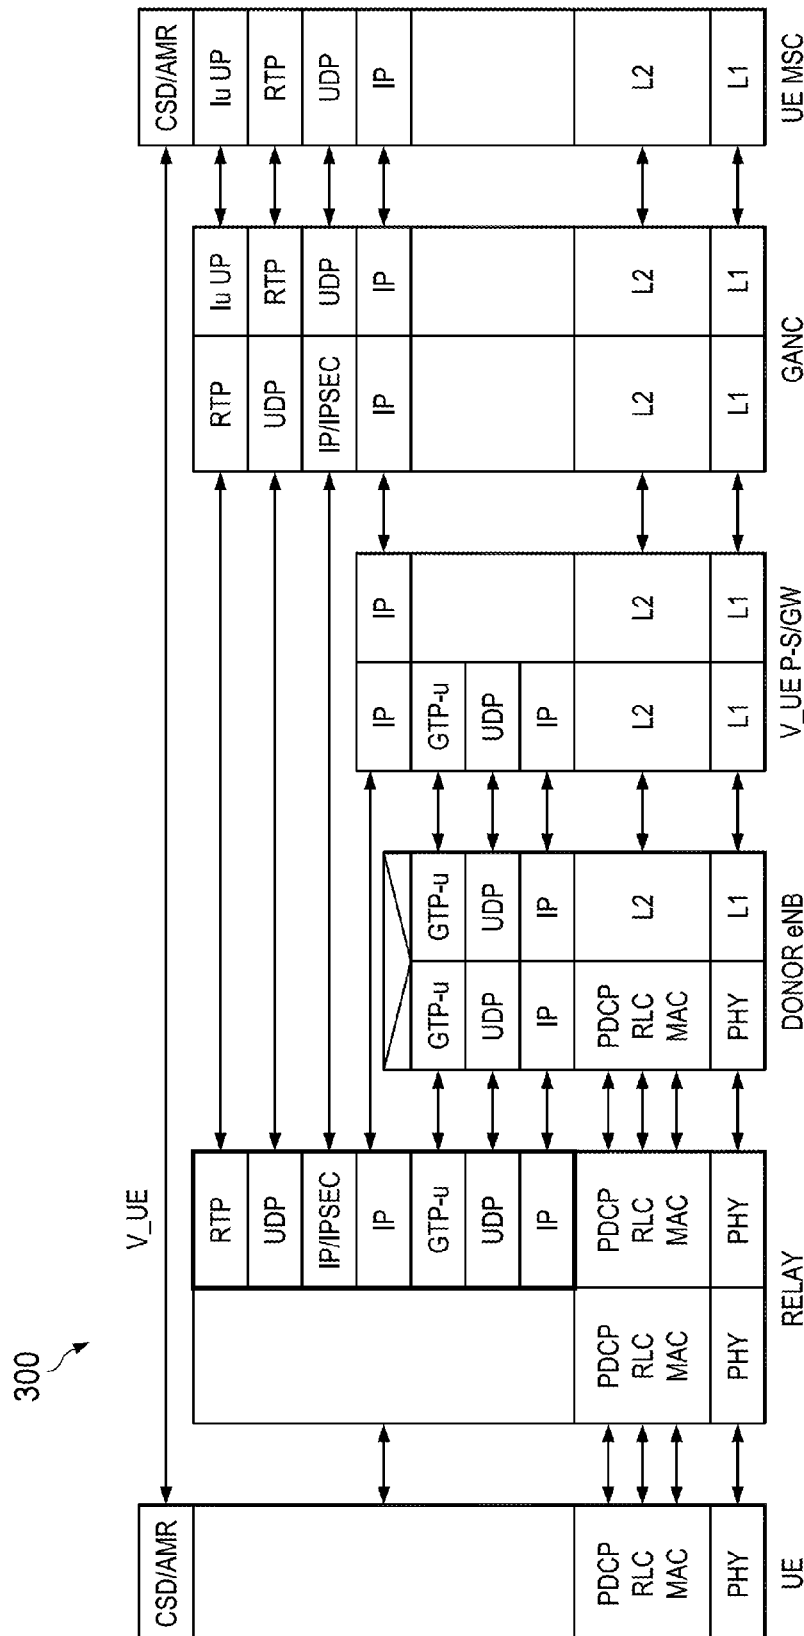 300
V_UE
CSD/AMR
PDCP
RLC
MAC
PHY
UE
PDCP
RLC
MAC
PHY
RTP
UDP
IP/IPSEC
IP
GTP-u
UDP
IP
PDCP
RLC
MAC
PHY
RELAY
GTP-u
UDP
IP
PDCP
RLC
MAC
PHY
GTP-u
UDP
IP
L2
L1
DONOR eNB
IP
GTP-u
UDP
IP
L2
L1
IP
L2
L1
V_UE P-S/GW
RTP
UDP
IP/IPSEC
IP
L2
L1
Iu UP
RTP
UDP
IP
L2
L1
GANC
CSD/AMR
Iu UP
RTP
UDP
IP
L2
L1
UE MSC